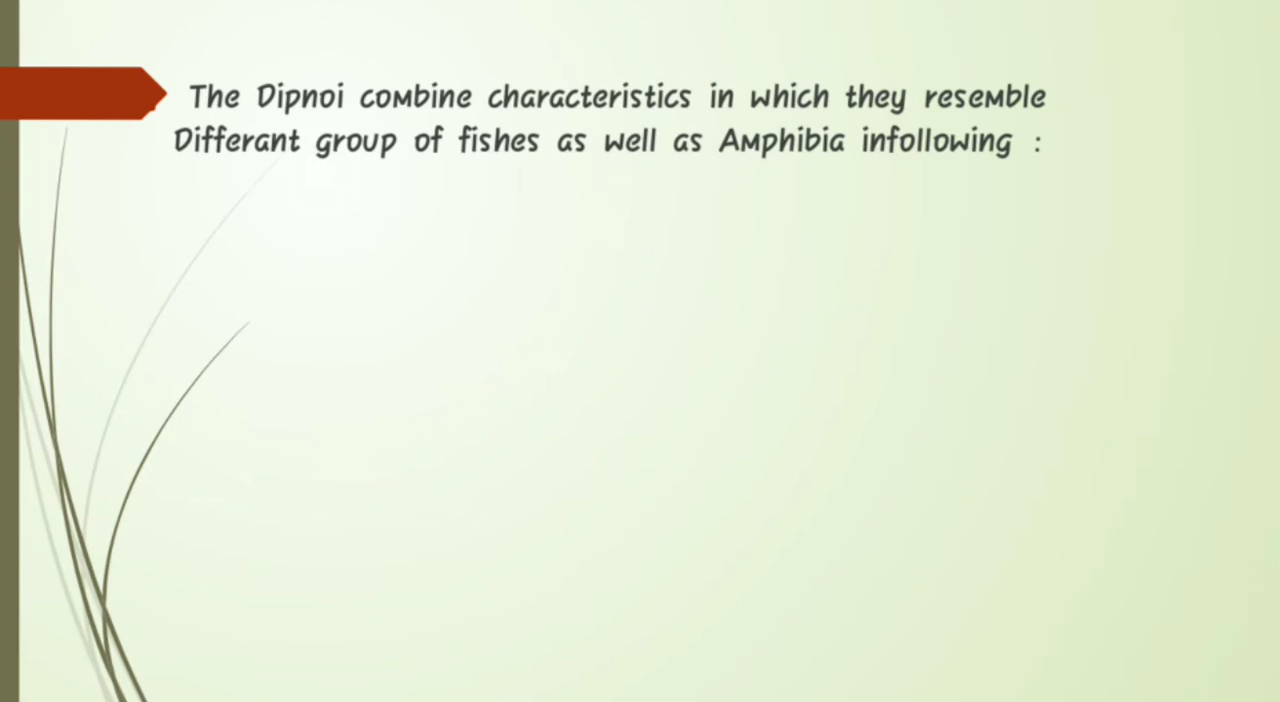 The Dipnoi combine characteristics in which they resemble
Differant group of fishes as well as Amphibia infollowing :